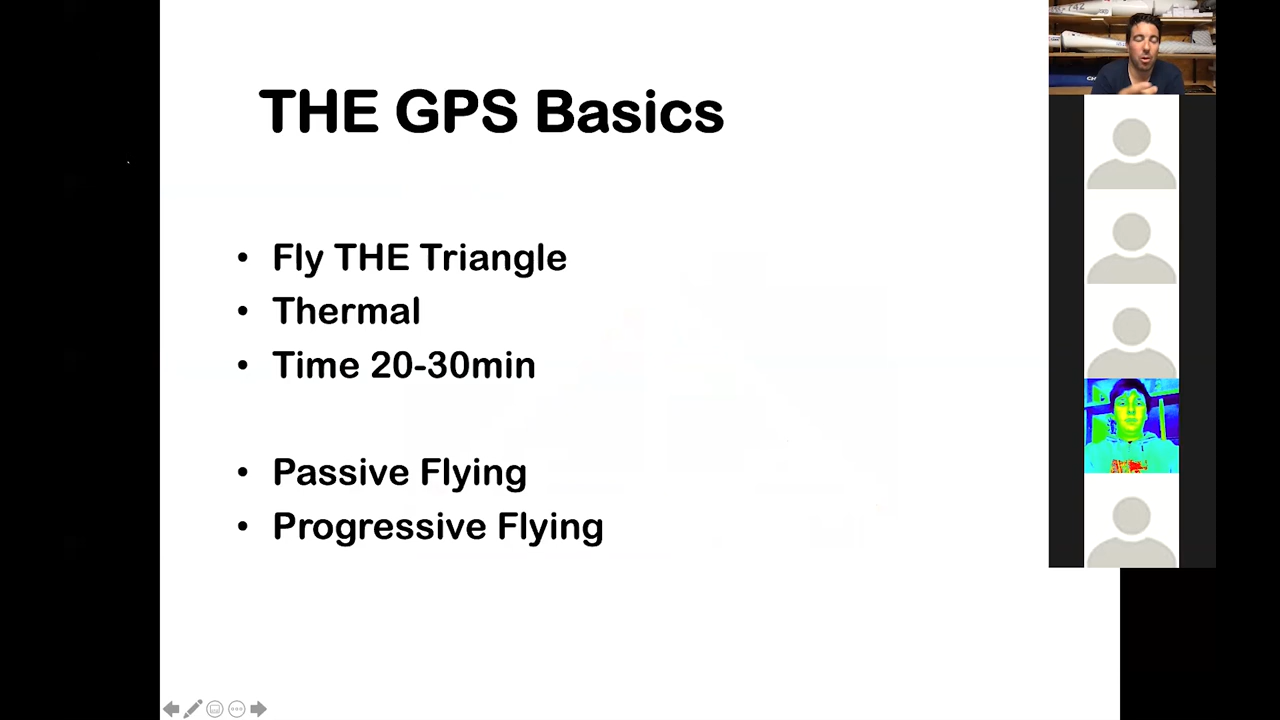 THE GPS Basics
• Fly THE Triangle
• Thermal
• Time 20-30min
• Passive Flying
• Progressive Flying